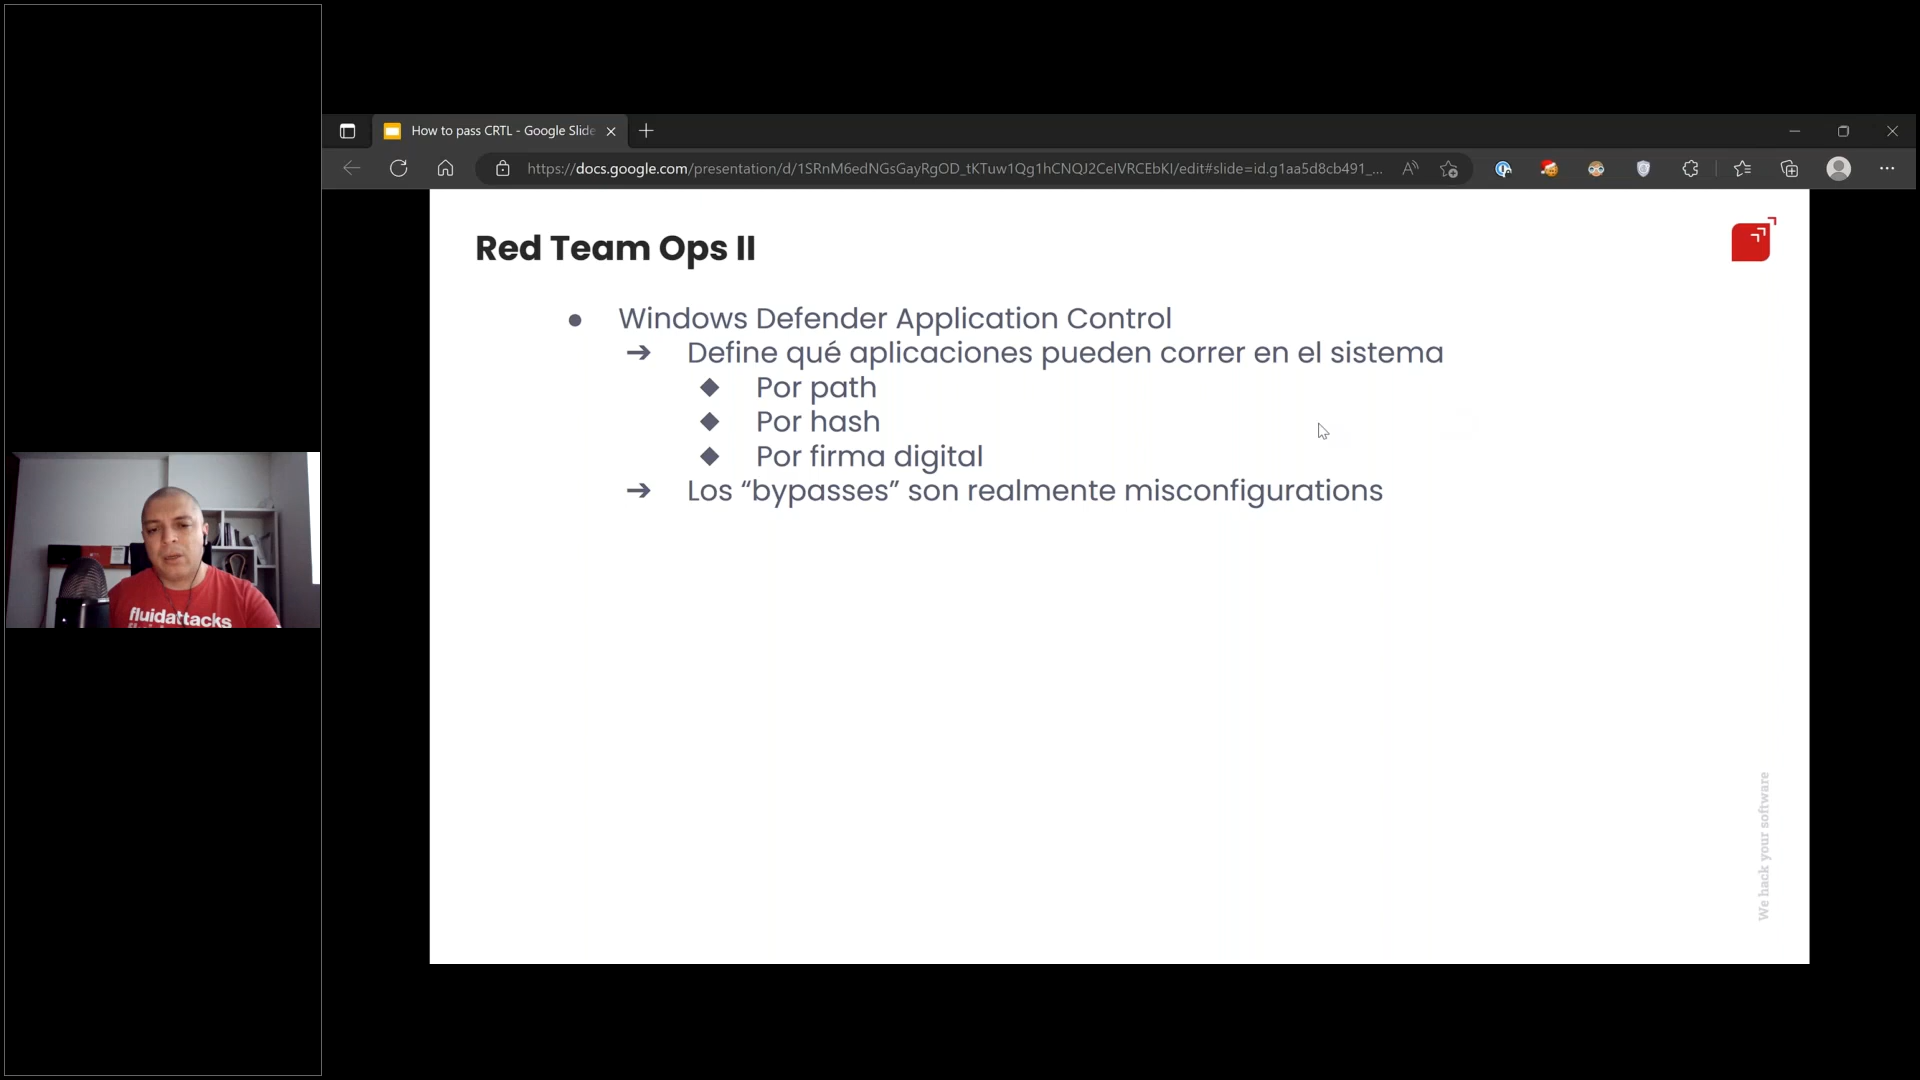 How to pass CRTL - Google Slide
https://docs.google.com/presentation/d/1SRnM6edNGsGayRgOD_tKTuw1Qg1hCNQJ2CeIVRCEbKI/edit#slide=id.g1aa5d8cb491_...
Red Team Ops II
● Windows Defender Application Control
➔ Define qué aplicaciones pueden correr en el sistema
◆ Por path
◆ Por hash
◆ Por firma digital
➔ Los “bypasses” son realmente misconfigurations
We hack your software
fluidattacks